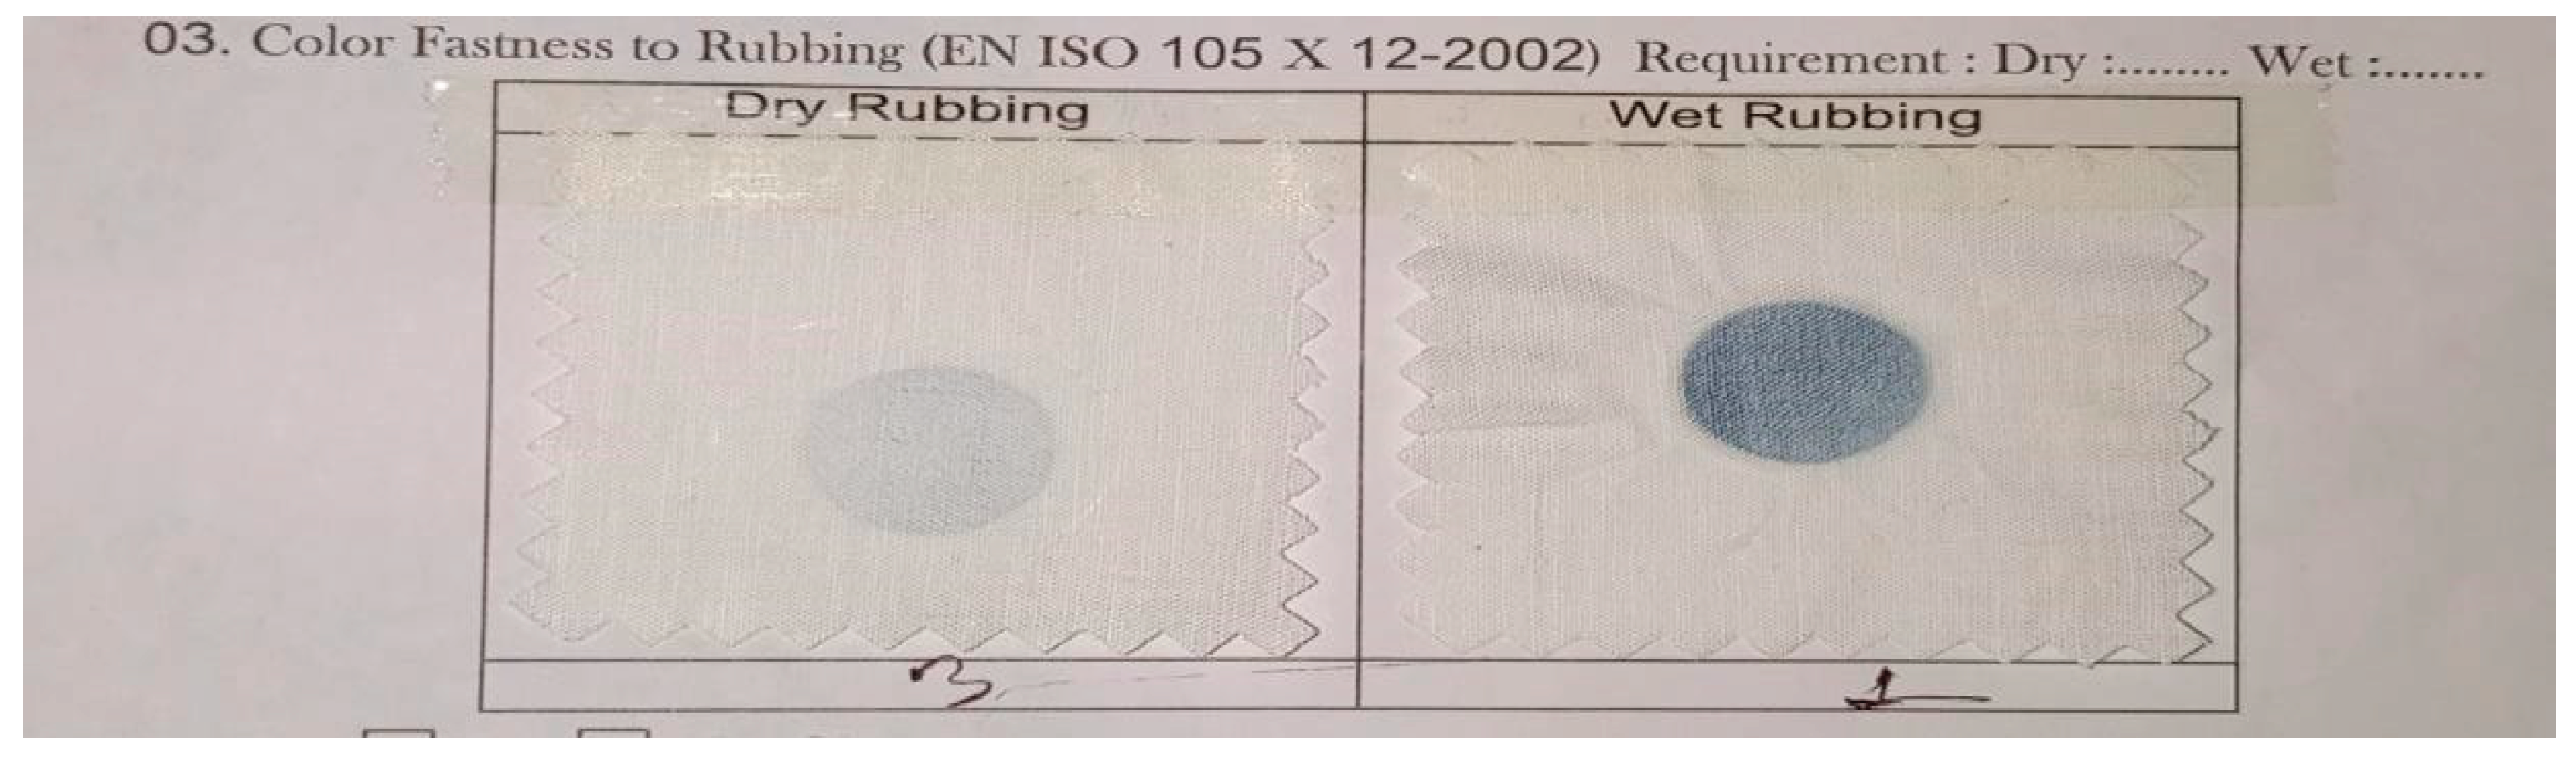 03. Color Fastness to Rubbing (EN ISO 105 X 12-2002) Requirement : Dry :........ Wet :.......
Dry Rubbing Wet Rubbing
3 1